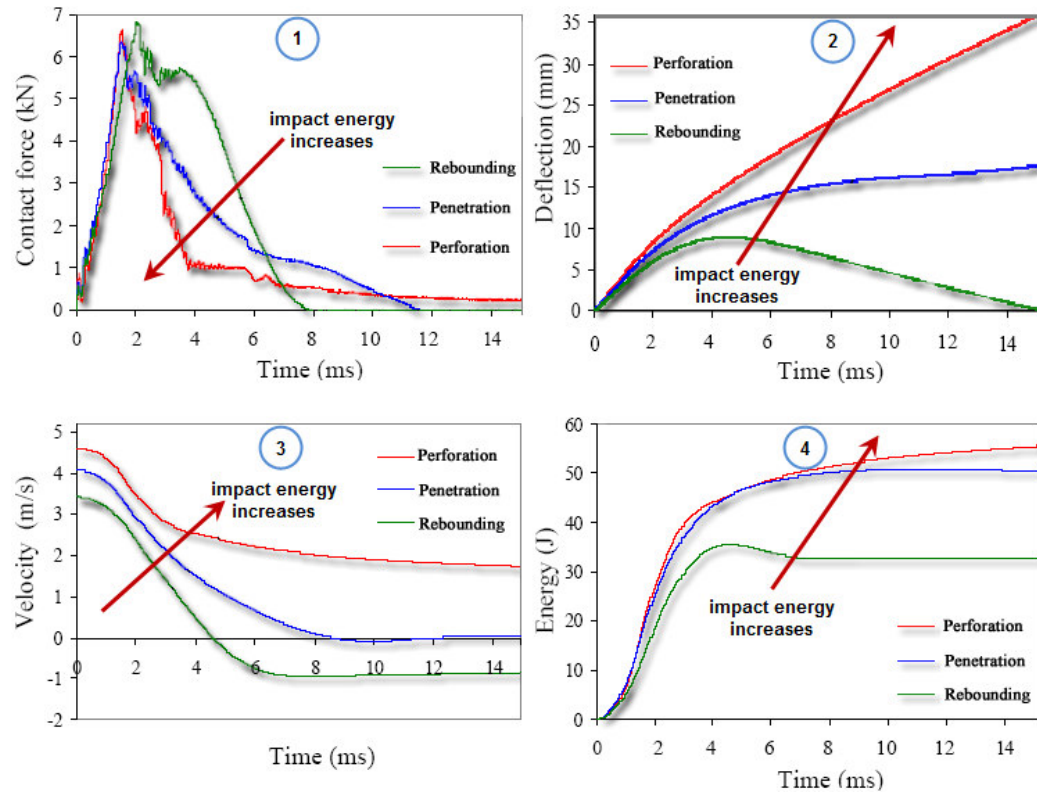 1
7
6
5
4
3
2
1
0
Contact force (kN)
impact energy
increases
Rebounding
Penetration
Perforation
0 2 4 6 8 10 12 14
Time (ms)
2
35
30
25
20
15
10
5
0
Deflection (mm)
Perforation
Penetration
Rebounding
impact energy
increases
0 2 4 6 8 10 12 14
Time (ms)
3
5
4
3
2
1
0
-1
-2
Velocity (m/s)
Perforation
Penetration
Rebounding
impact energy
increases
0 2 4 6 8 10 12 14
Time (ms)
4
60
50
40
30
20
10
0
Energy (J)
impact energy
increases
Perforation
Penetration
Rebounding
0 2 4 6 8 10 12 14
Time (ms)